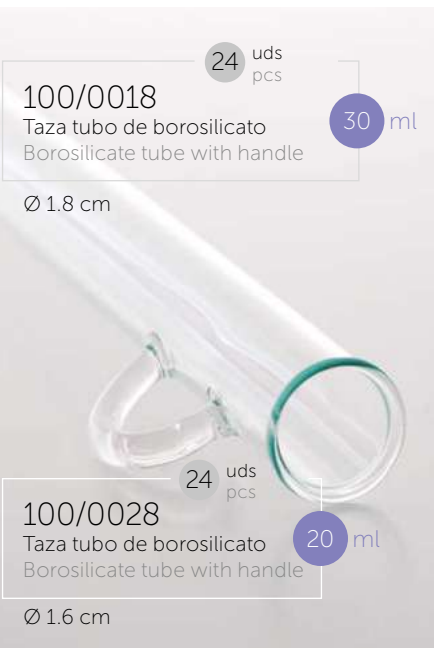 24 uds
pcs
100/0018
Taza tubo de borosilicato
30 ml
Borosilicate tube with handle
Ø 1.8 cm
24 uds
pcs
100/0028
Taza tubo de borosilicato
20 ml
Borosilicate tube with handle
Ø 1.6 cm